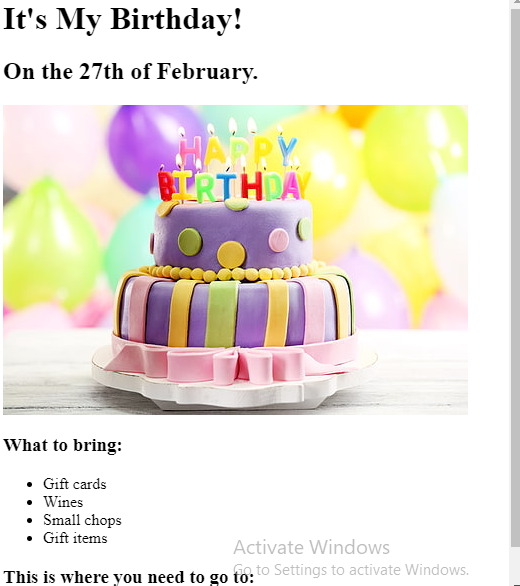 It's My Birthday!
On the 27th of February.
HAPPY
BIRTHDAY
What to bring:
Gift cards
Wines
Small chops
Gift items
Activate Windows
Go to Settings to activate Windows.
This is where you need to go to: